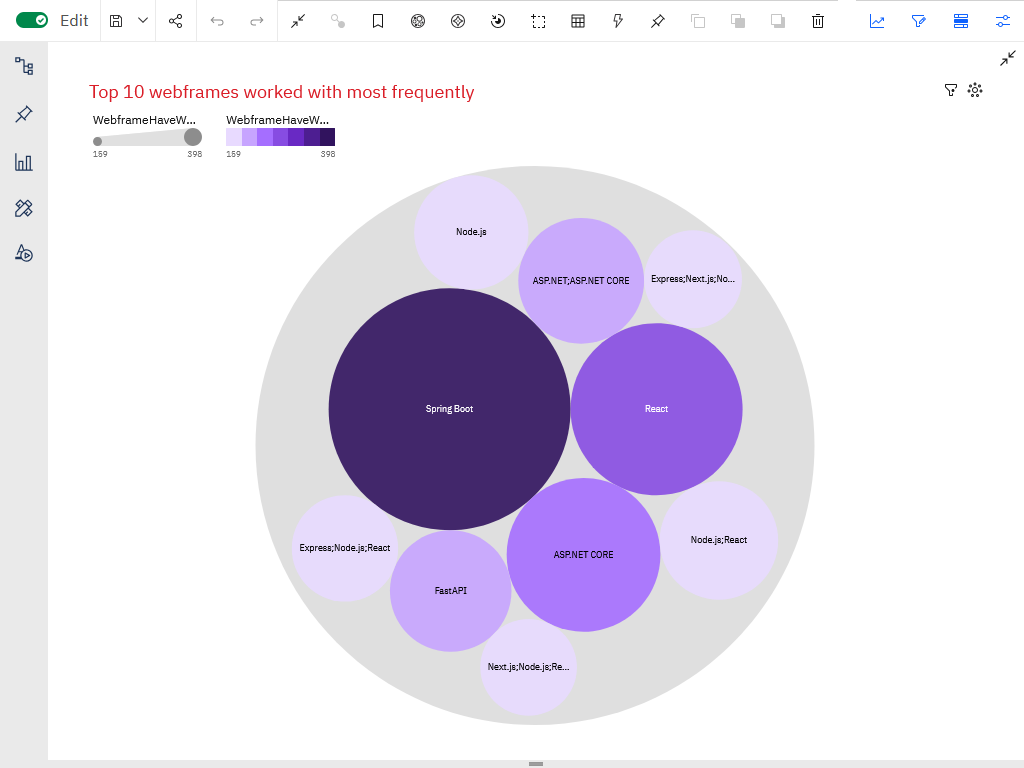 Edit
Top 10 webframes worked with most frequently
WebframeHaveW...
WebframeHaveW...
159
398
159
398
Node.js
ASP.NET;ASP.NET CORE
Express;Next.js;No...
Spring Boot
React
Node.js;React
Express;Node.js;React
ASP.NET CORE
FastAPI
Next.js;Node.js;Re...